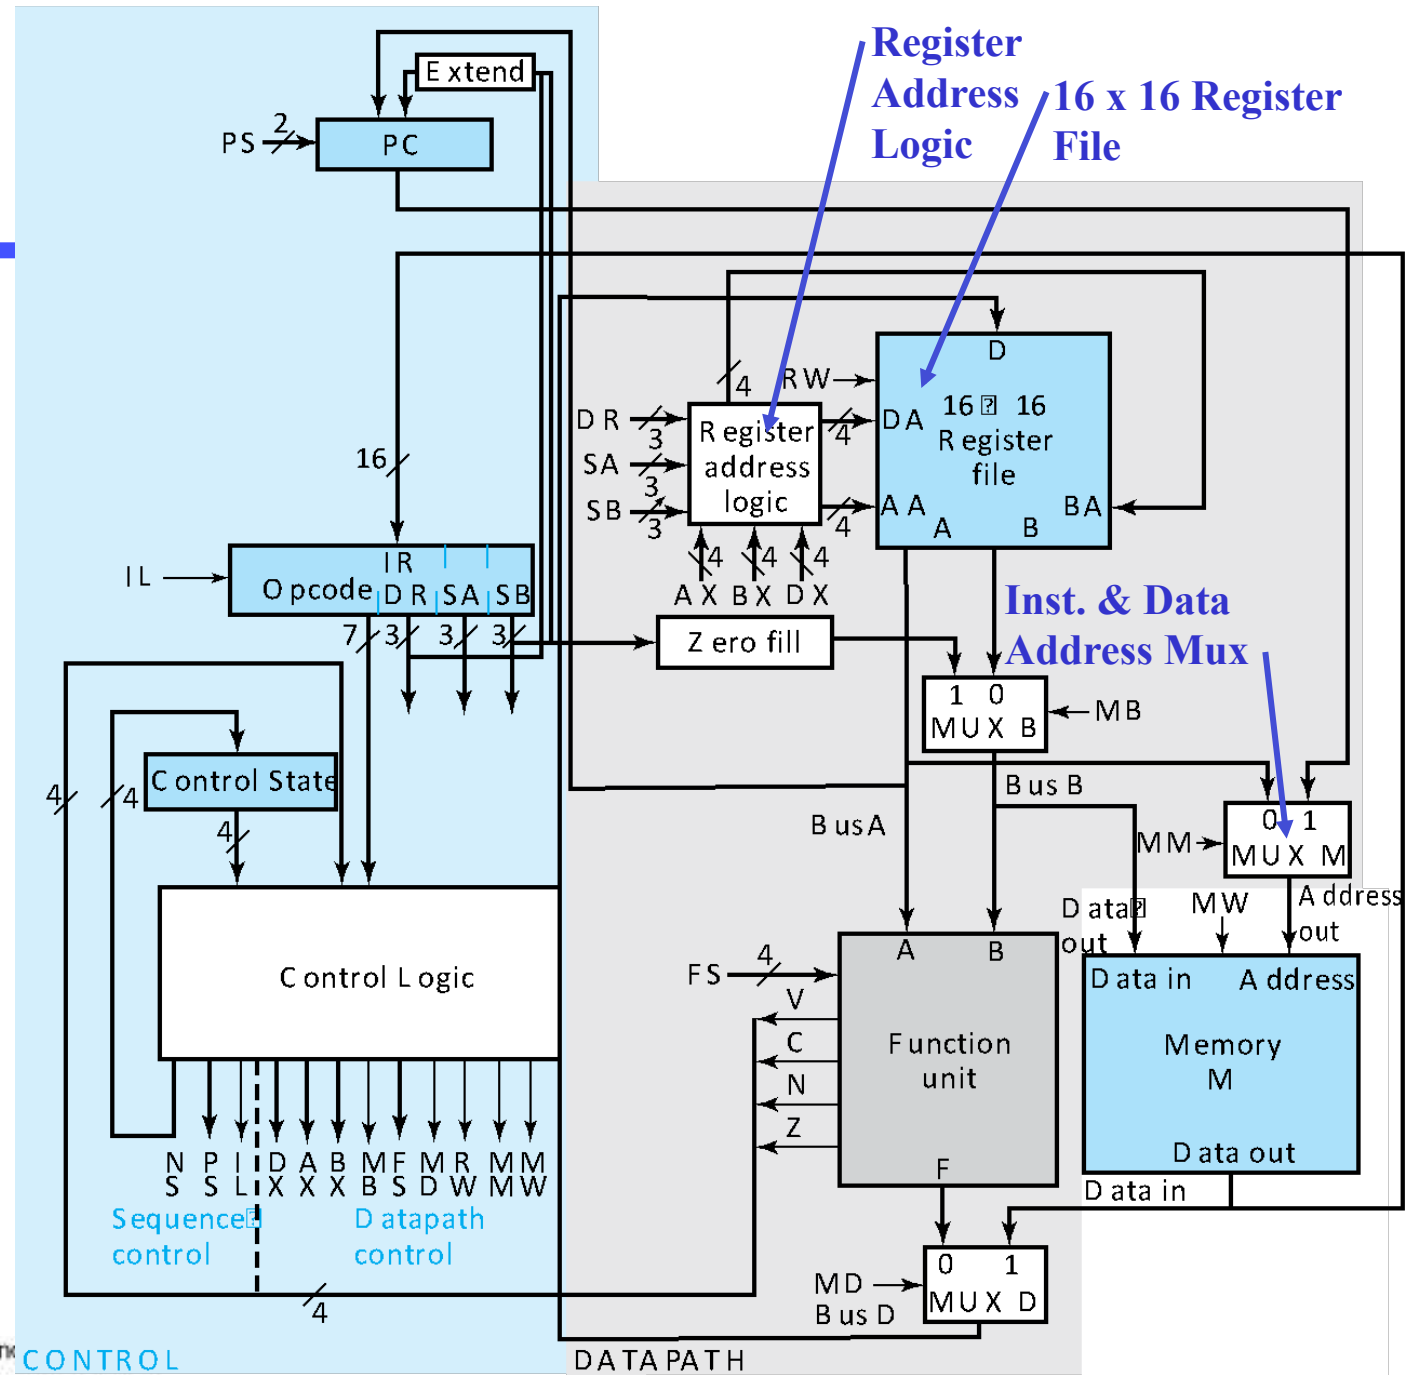 Register
Address
Logic
16 x 16 Register
File
Extend
PS
2
PC
D
4
RW
DR
3
Register
address
logic
4
DA
16 16
Register
file
16
SA
3
SB
3
4
AA
A
B
BA
4
4
4
AX BX DX
IL
IR
Opcode DR SA SB
7
3
3
3
Zero fill
Inst. & Data
Address Mux
1 0
MUX B
MB
Control State
4
4
4
Bus B
Bus A
0 1
MUX M
MM
Address
out
Data
out
MW
Control Logic
FS
4
A
B
Data in
Address
V
C
N
Z
Function
unit
F
Memory
M
Data out
Data in
N P I D A B M F M R M M
S S L X X X B S D W M W
Sequence
control
Datapath
control
4
0 1
MUX D
MD
Bus D
CONTROL
DATAPATH